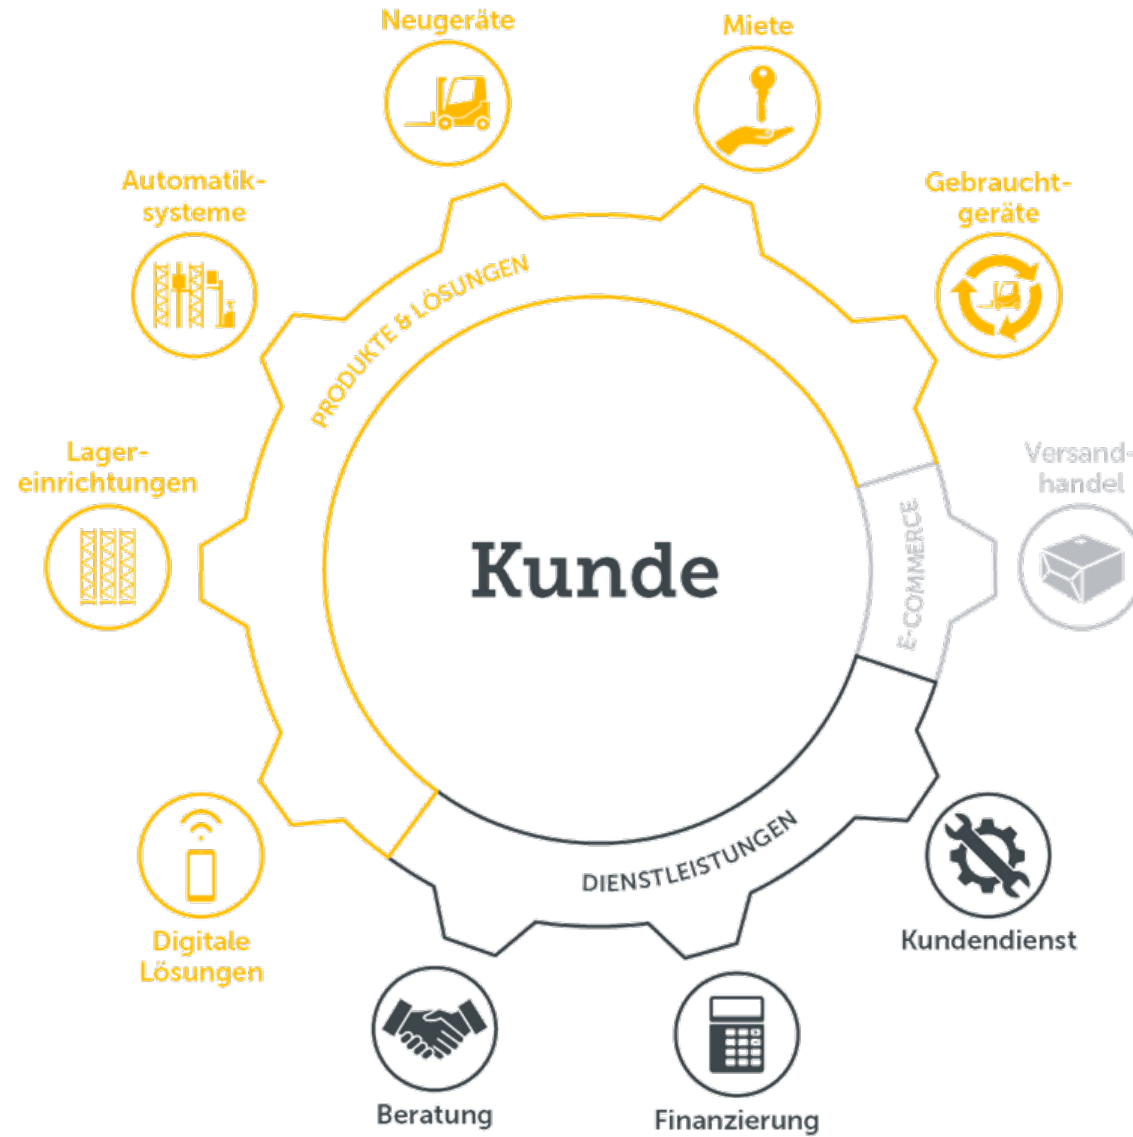 Neugeräte
Miete
Automatik-
systeme
Gebraucht-
geräte
PRODUKTE & LÖSUNGEN
Lager-
einrichtungen
Versand-
handel
E-COMMERCE
Kunde
DIENSTLEISTUNGEN
Digitale
Lösungen
Kundendienst
Beratung
Finanzierung